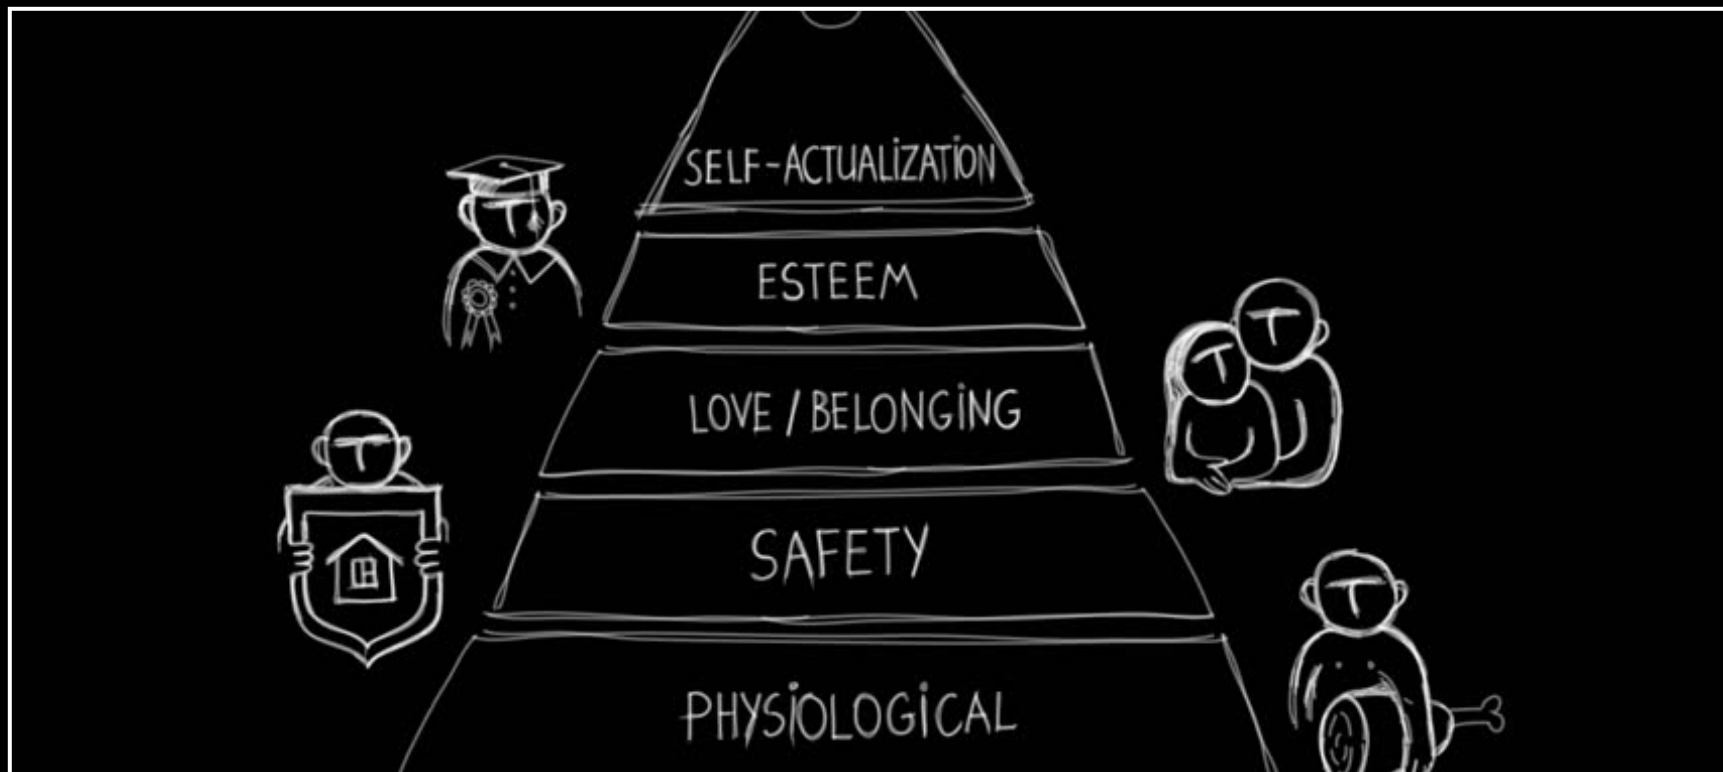 SELF-ACTUALIZATION
ESTEEM
LOVE / BELONGING
SAFETY
PHYSIOLOGICAL